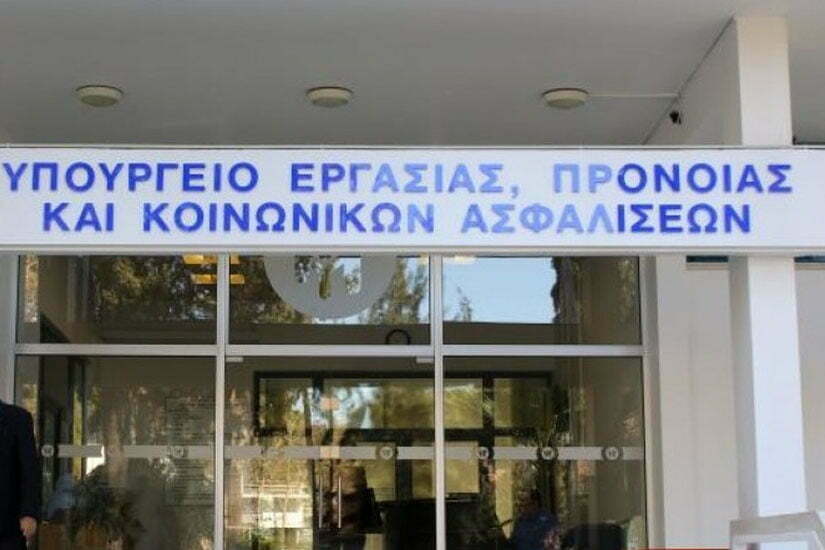 ΥΠΟΥΡΓΕΙΟ ΕΡΓΑΣΙΑΣ, ΠΡΟΝΟΙΑΣ
ΚΑΙ ΚΟΙΝΩΝΙΚΩΝ ΑΣΦΑΛΙΣΕΩΝ